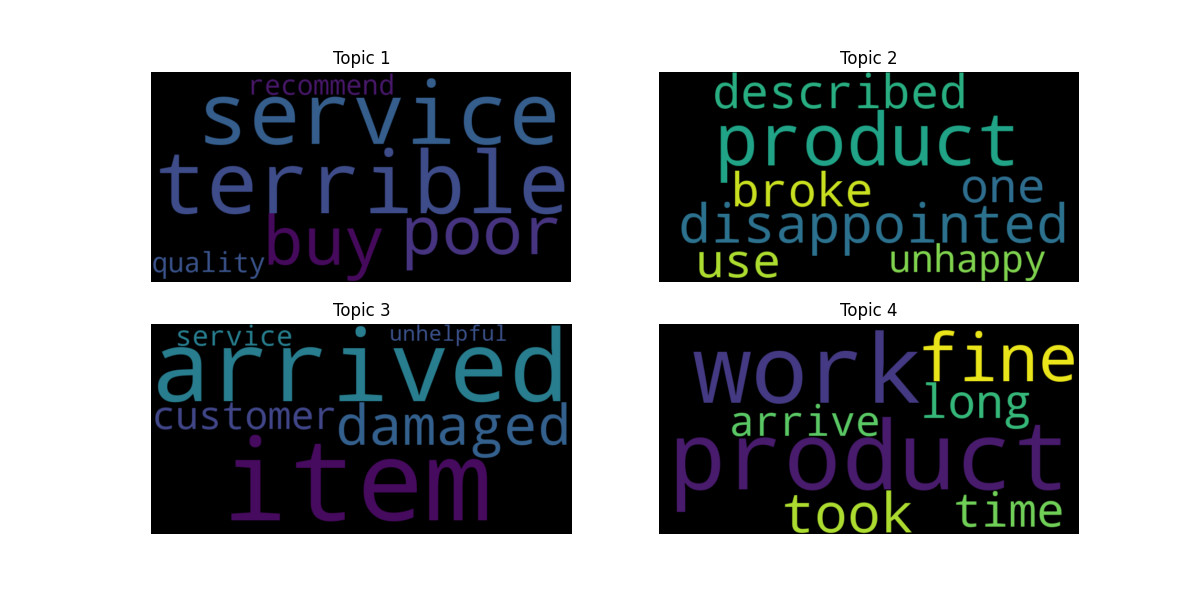 Topic 1
recommend
service
terrible
buy poor
quality
Topic 2
described
product
broke one
disappointed
use unhappy
Topic 3
service unhelpful
arrived
customer damaged
item
Topic 4
work fine
arrive long
product
took time